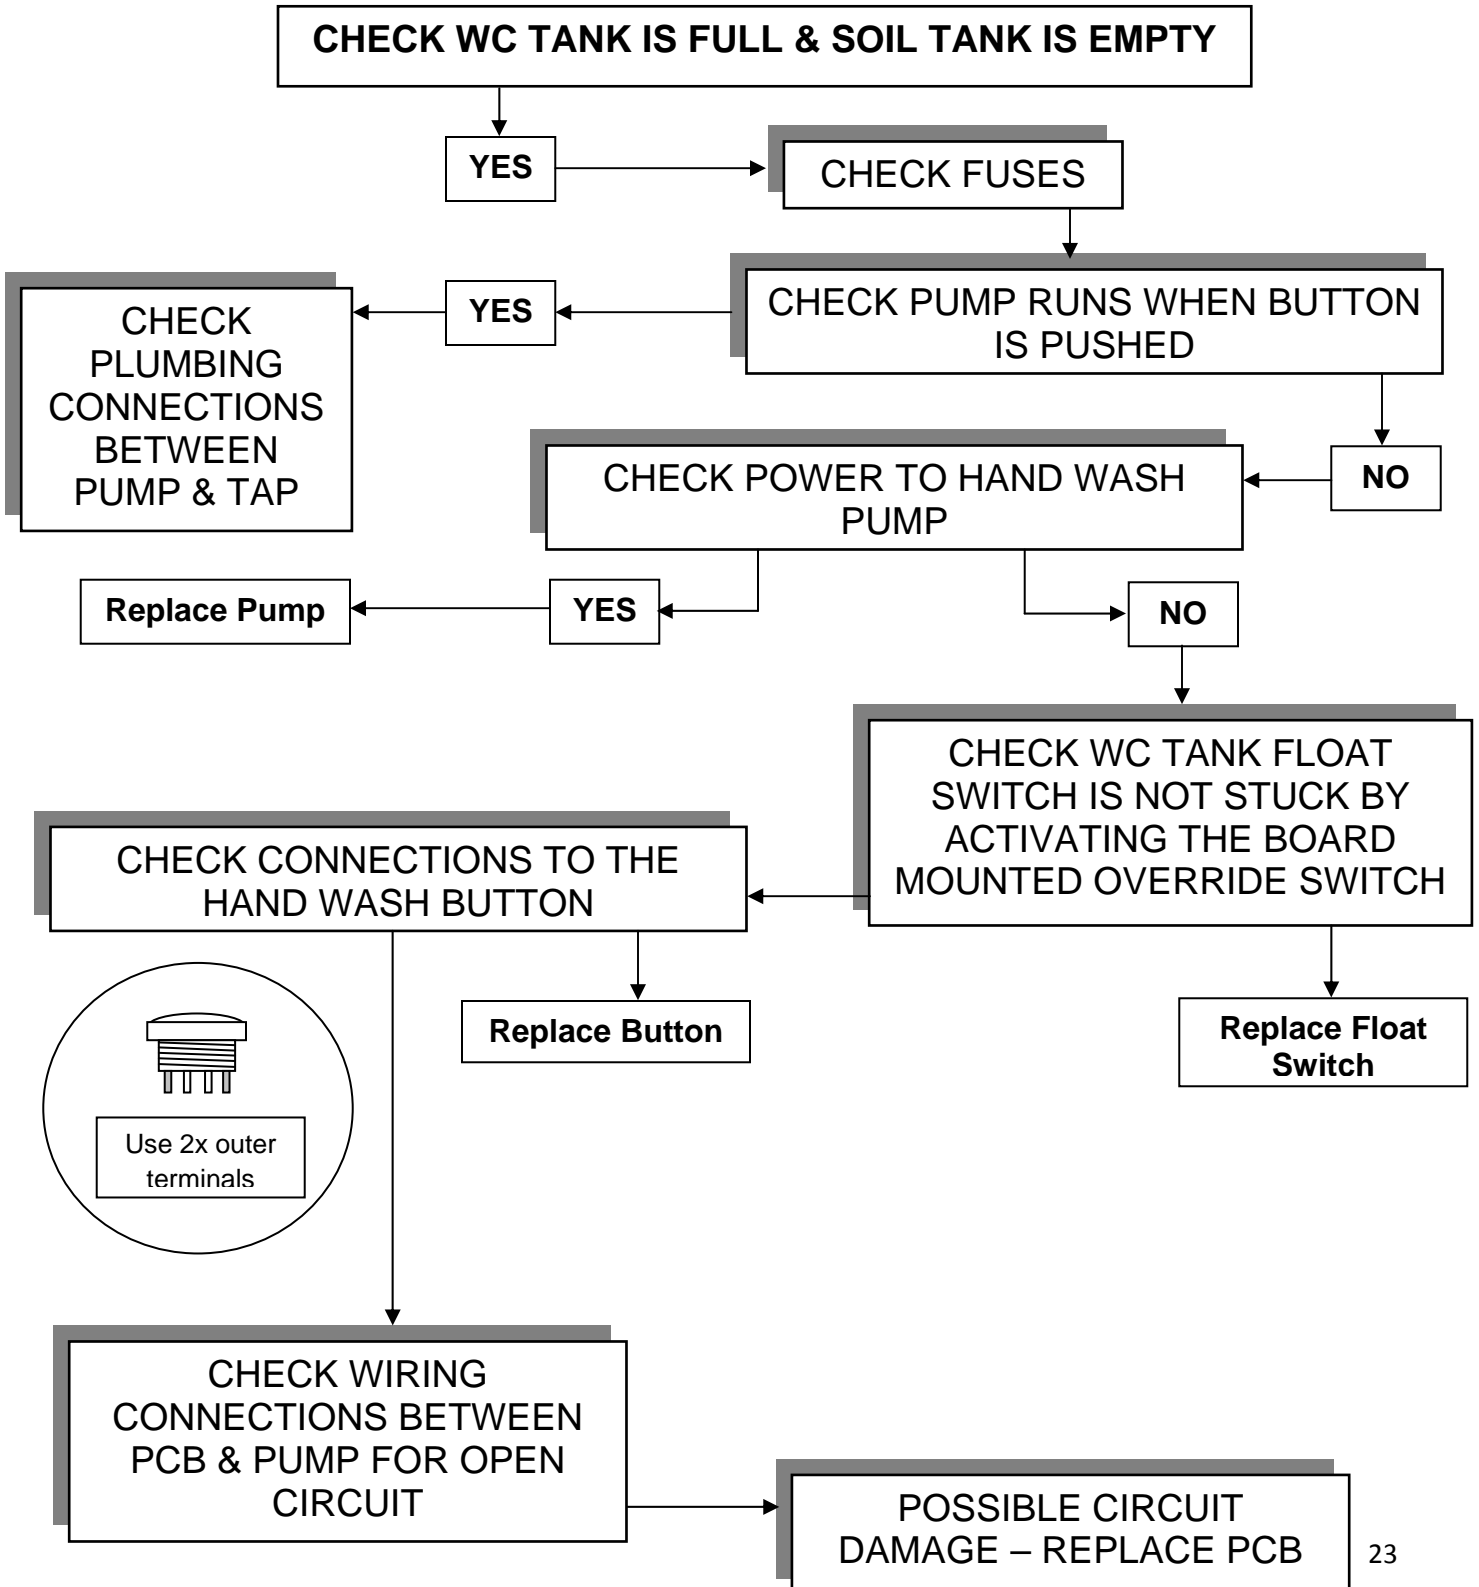 CHECK WC TANK IS FULL & SOIL TANK IS EMPTY
YES
CHECK FUSES
CHECK PUMP RUNS WHEN BUTTON
IS PUSHED
YES
CHECK
PLUMBING
CONNECTIONS
BETWEEN
PUMP & TAP
NO
CHECK POWER TO HAND WASH
PUMP
YES
Replace Pump
NO
CHECK WC TANK FLOAT
SWITCH IS NOT STUCK BY
ACTIVATING THE BOARD
MOUNTED OVERRIDE SWITCH
CHECK CONNECTIONS TO THE
HAND WASH BUTTON
Replace Button
Replace Float
Switch
Use 2x outer
terminals
CHECK WIRING
CONNECTIONS BETWEEN
PCB & PUMP FOR OPEN
CIRCUIT
POSSIBLE CIRCUIT
DAMAGE – REPLACE PCB
23